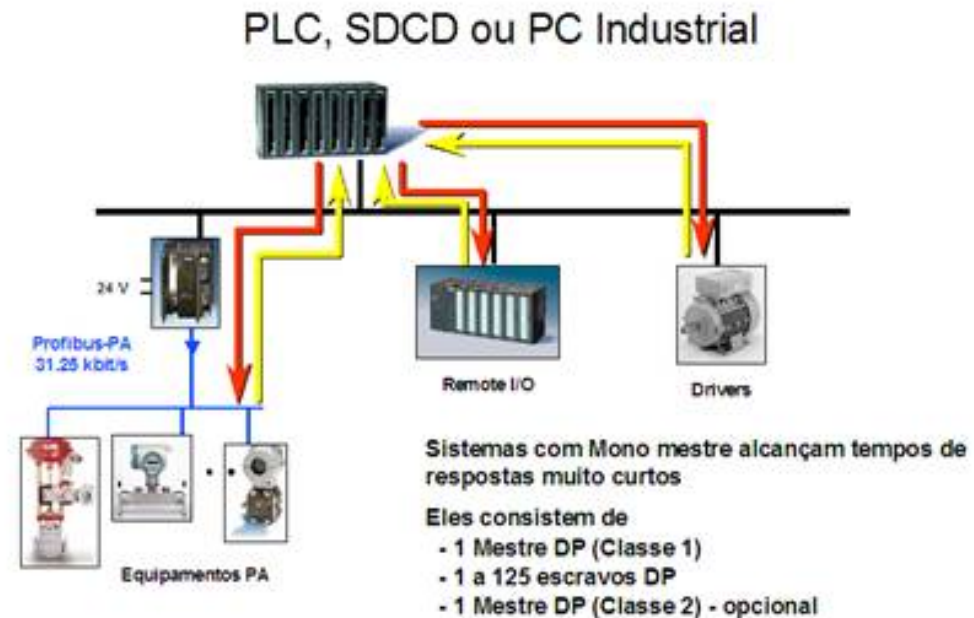 PLC, SDCD ou PC Industrial
24 V
Profibus-PA
31.25 kbit/s
Remote I/O
Drivers
Equipamentos PA
Sistemas com Mono mestre alcançam tempos de
respostas muito curtos
Eles consistem de
- 1 Mestre DP (Classe 1)
- 1 a 125 escravos DP
- 1 Mestre DP (Classe 2) - opcional